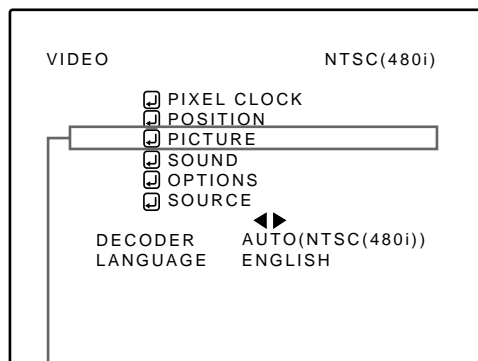 VIDEO NTSC(480i)
PIXEL CLOCK
POSITION
PICTURE
SOUND
OPTIONS
SOURCE
DECODER AUTO(NTSC(480i))
LANGUAGE ENGLISH